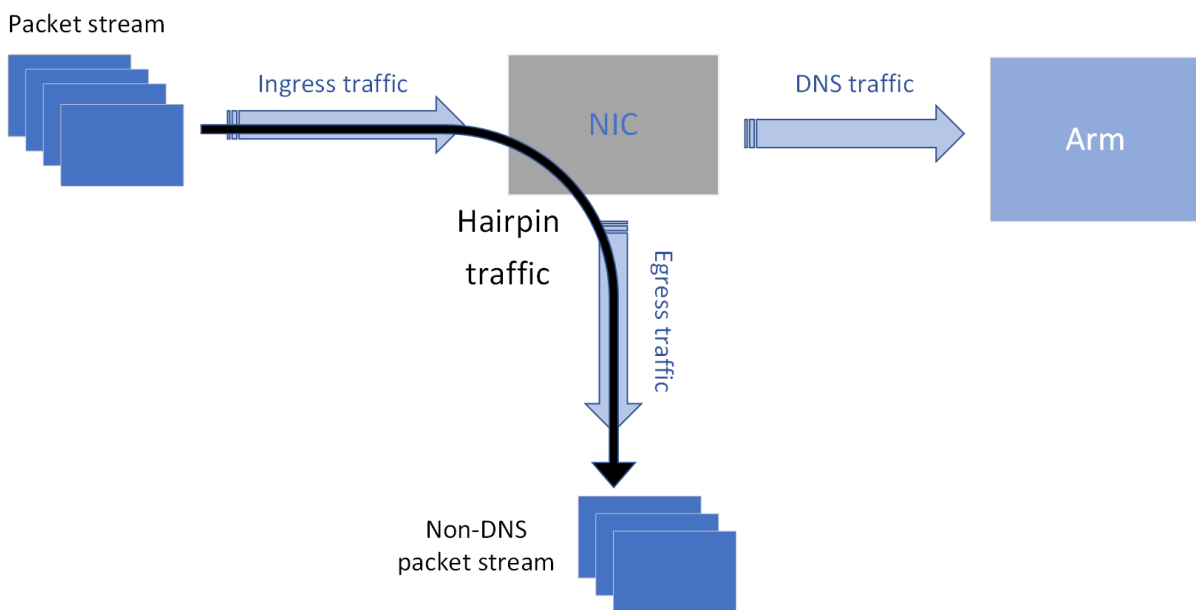 Packet stream
Ingress traffic
NIC
DNS traffic
Arm
Hairpin
traffic
Egress traffic
Non-DNS
packet stream